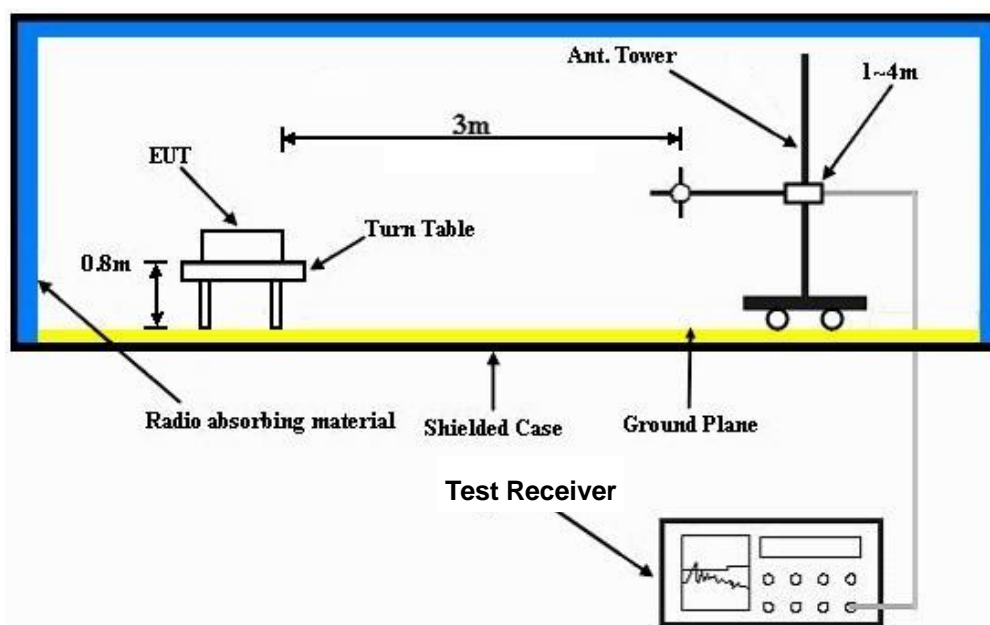 Ant. Tower
1~4m
3m
EUT
Turn Table
0.8m
Radio absorbing material
Shielded Case
Ground Plane
Test Receiver